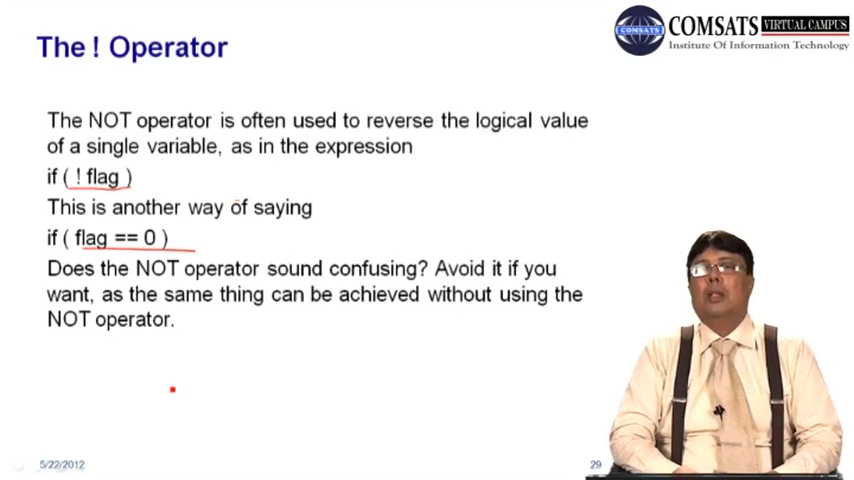 The ! Operator
COMSATS
COMSATS VIRTUAL CAMPUS
Institute Of Information Technology
The NOT operator is often used to reverse the logical value
of a single variable, as in the expression
if ( ! flag )
This is another way of saying
if ( flag == 0 )
Does the NOT operator sound confusing? Avoid it if you
want, as the same thing can be achieved without using the
NOT operator.
5/22/2012
29